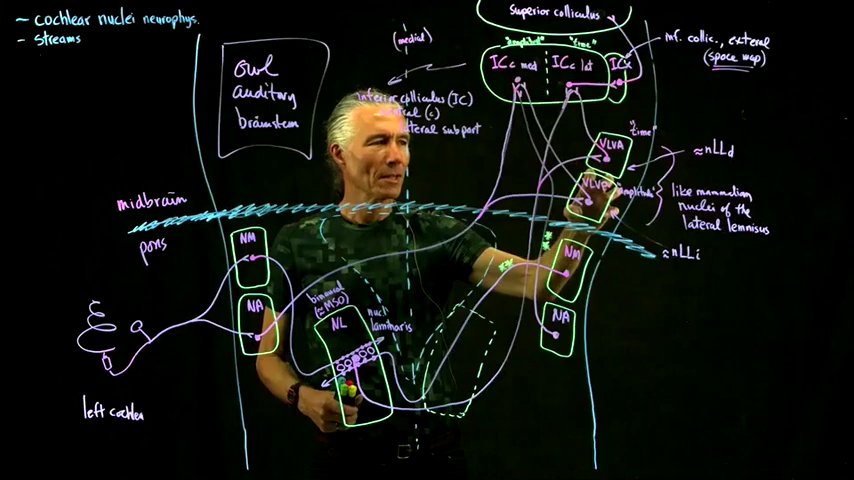 ~ cochlear nuclei neurophys.
- streams
owl
auditory
brainstem
(medial)
superior colliculus
"amplitude" "time"
ICc med
ICc lat
ICx
inf. collic., external
(space map)
inferior colliculus (IC)
central (c)
lateral subport
"time"
VLVA
≈nLLd
VLVP
"amplitude"
like mammalian
nuclei of the
lateral lemniscus
≈nLLi
midbrain
pons
NM
NA
binaural
(≈MSO)
NL
nuc
laminaris
NM
NA
left cochlea